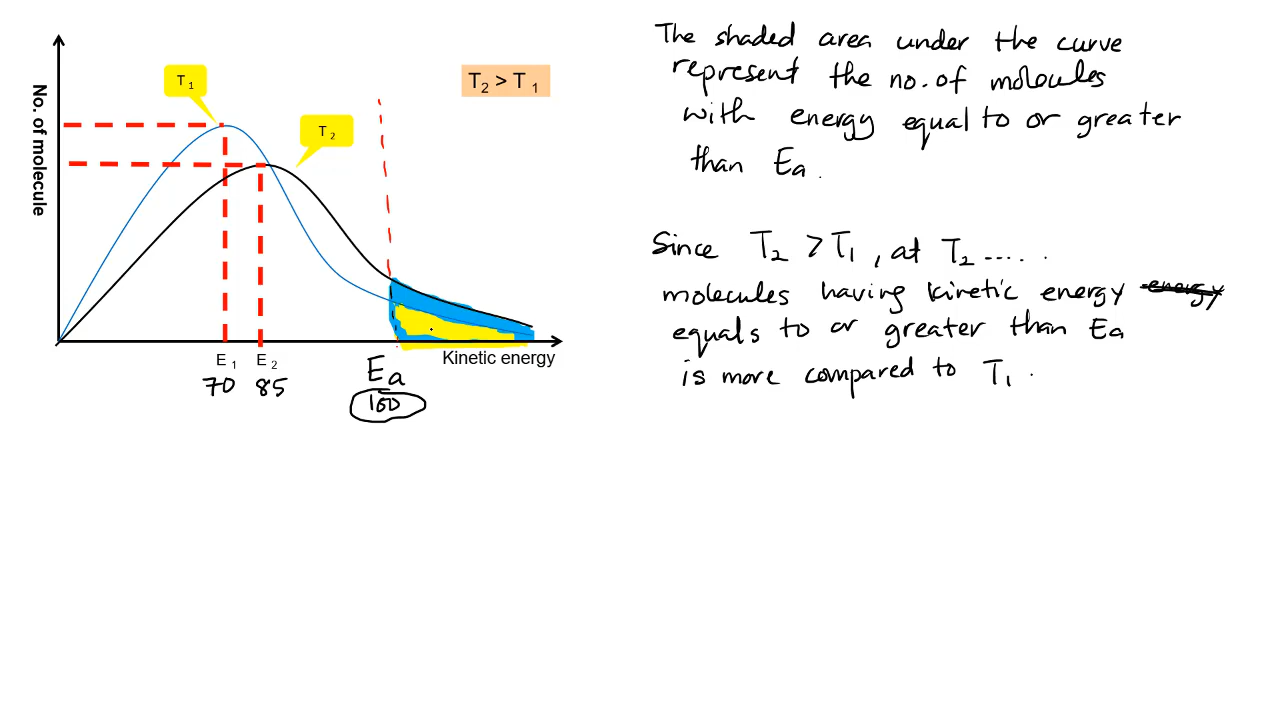 T₁
T₂ > T₁
T₂
No. of molecule
E₁
E₂
Kinetic energy
70
85
Ea
The shaded area under the curve
represent the no. of molecules
with energy equal to or greater
than Ea.
Since T₂ > T₁, at T₂ .....
molecules having kinetic energy energy
equals to or greater than Ea
is more compared to T₁.